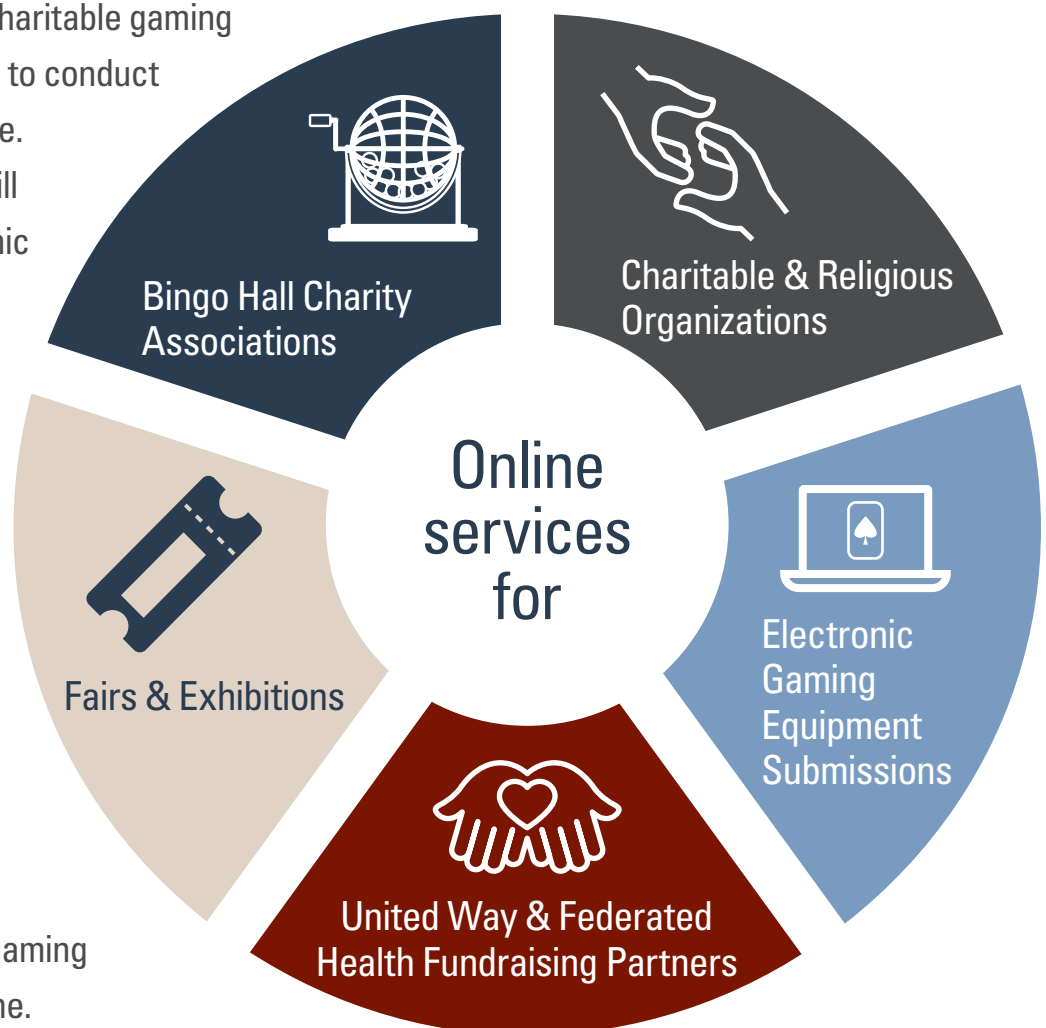 haritable gaming
to conduct
e.
ill
nic
Bingo Hall Charity
Associations
Charitable & Religious
Organizations
Online
services
for
Electronic
Gaming
Equipment
Submissions
Fairs & Exhibitions
United Way & Federated
Health Fundraising Partners
aming
ne.